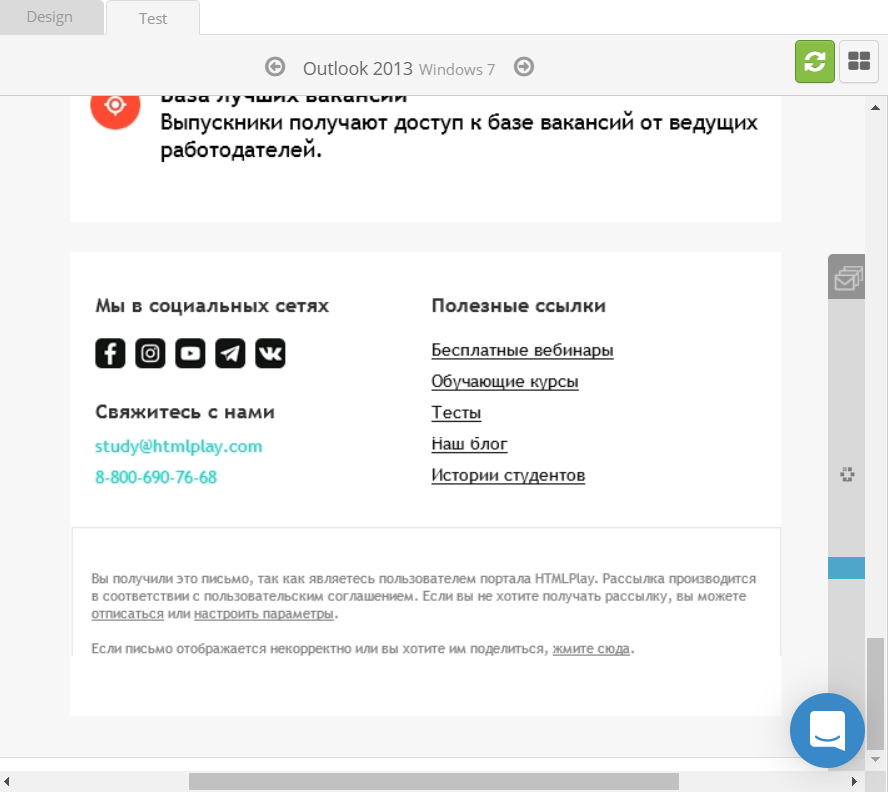 Design
Test
Outlook 2013 Windows 7
База лучших вакансий
Выпускники получают доступ к базе вакансий от ведущих
работодателей.
Мы в социальных сетях
Полезные ссылки
Бесплатные вебинары
Обучающие курсы
Свяжитесь с нами
Тесты
study@htmlplay.com
Наш блог
8-800-690-76-68
Истории студентов
Вы получили это письмо, так как являетесь пользователем портала HTMLPlay. Рассылка производится
в соответствии с пользовательским соглашением. Если вы не хотите получать рассылку, вы можете
отписаться или настроить параметры.
Если письмо отображается некорректно или вы хотите им поделиться, жмите сюда.